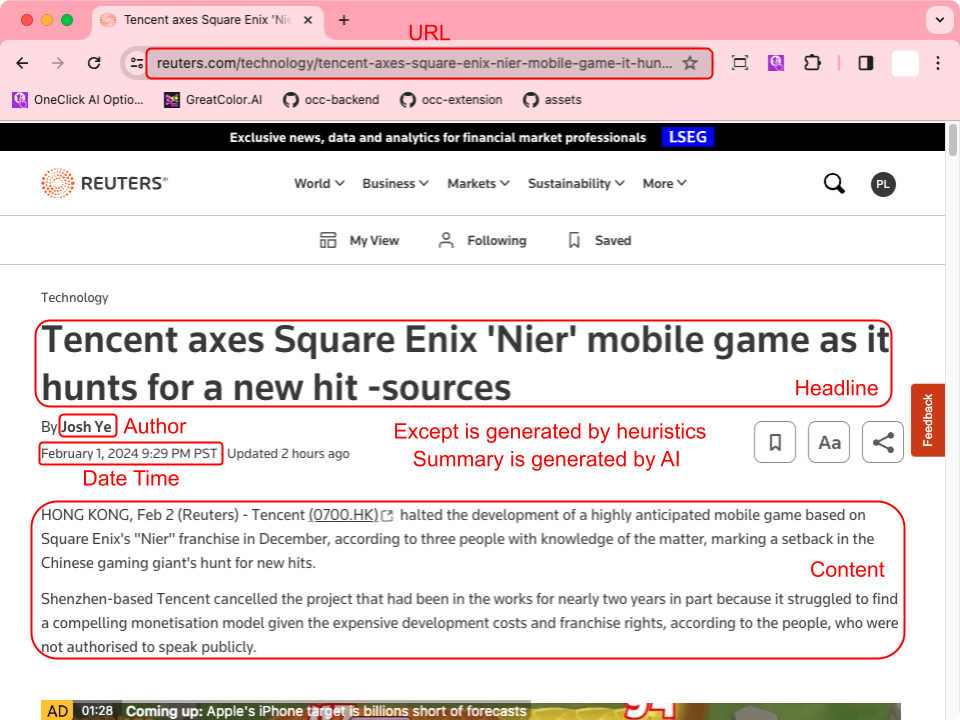 Tencent axes Square Enix 'Nie
URL
reuters.com/technology/tencent-axes-square-enix-nier-mobile-game-it-hun...
OneClick AI Optio...
GreatColor.AI
occ-backend
occ-extension
assets
Exclusive news, data and analytics for financial market professionals
LSEG
REUTERS®
World
Business
Markets
Sustainability
More
PL
My View
Following
Saved
Technology
Tencent axes Square Enix 'Nier' mobile game as it
hunts for a new hit -sources
Headline
Feedback
By Josh Ye
Author
Except is generated by heuristics
Summary is generated by AI
Aa
February 1, 2024 9:29 PM PST · Updated 2 hours ago
Date Time
HONG KONG, Feb 2 (Reuters) - Tencent (0700.HK) halted the development of a highly anticipated mobile game based on
Square Enix's "Nier" franchise in December, according to three people with knowledge of the matter, marking a setback in the
Chinese gaming giant's hunt for new hits.
Content
Shenzhen-based Tencent cancelled the project that had been in the works for nearly two years in part because it struggled to find
a compelling monetisation model given the expensive development costs and franchise rights, according to the people, who were
not authorised to speak publicly.
AD
01:28
Coming up: Apple's iPhone target is billions short of forecasts